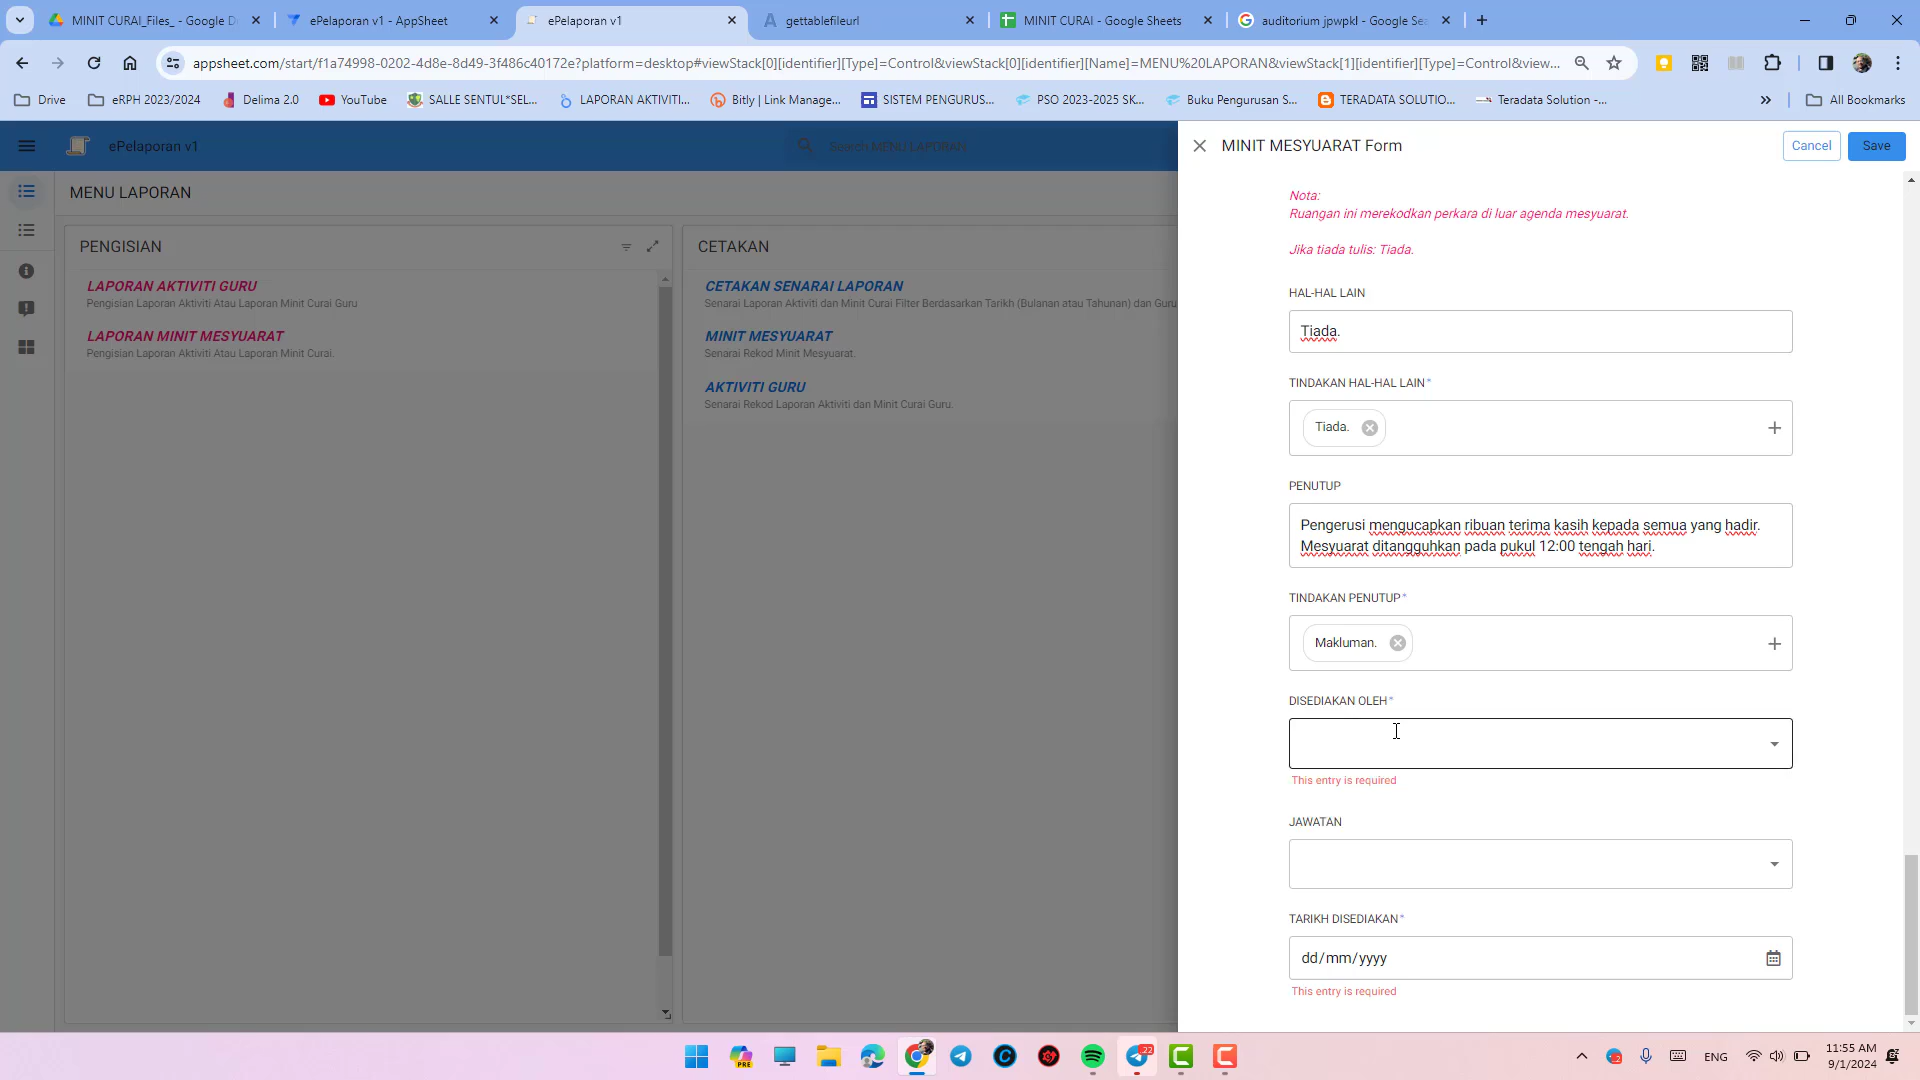 MINIT CURAI_Files_ - Google D
ePelaporan v1 - AppSheet
ePelaporan v1
gettablefileurl
MINIT CURAI - Google Sheets
auditorium jpwpkl - Google Se
appsheet.com/start/f1a74998-0202-4d8e-8d49-3f486c40172e?platform=desktop#viewStack[0][identifier][Type]=Control&viewStack[0][identifier][Name]=MENU%20LAPORAN&viewStack[1][identifier][Type]=Control&view...
Drive
eRPH 2023/2024
Delima 2.0
YouTube
SALLE SENTUL*SEL...
LAPORAN AKTIVITI...
Bitly | Link Manage...
SISTEM PENGURUS...
PSO 2023-2025 SK...
Buku Pengurusan S...
TERADATA SOLUTIO...
Teradata Solution -...
All Bookmarks
ePelaporan v1
Search MENU LAPORAN
MENU LAPORAN
PENGISIAN
LAPORAN AKTIVITI GURU
Pengisian Laporan Aktiviti Atau Laporan Minit Curai Guru
LAPORAN MINIT MESYUARAT
Pengisian Laporan Aktiviti Atau Laporan Minit Curai.
CETAKAN
CETAKAN SENARAI LAPORAN
Senarai Laporan Aktiviti dan Minit Curai Filter Berdasarkan Tarikh (Bulanan atau Tahunan) dan Guru
MINIT MESYUARAT
Senarai Rekod Minit Mesyuarat.
AKTIVITI GURU
Senarai Rekod Laporan Aktiviti dan Minit Curai Guru.
MINIT MESYUARAT Form
Cancel
Save
Nota:
Ruangan ini merekodkan perkara di luar agenda mesyuarat.
Jika tiada tulis: Tiada.
HAL-HAL LAIN
Tiada.
TINDAKAN HAL-HAL LAIN*
Tiada.
PENUTUP
Pengerusi mengucapkan ribuan terima kasih kepada semua yang hadir.
Mesyuarat ditangguhkan pada pukul 12:00 tengah hari.
TINDAKAN PENUTUP*
Makluman.
DISEDIAKAN OLEH*
This entry is required
JAWATAN
TARIKH DISEDIAKAN*
dd/mm/yyyy
This entry is required
PRE
22
ENG
11:55 AM
9/1/2024